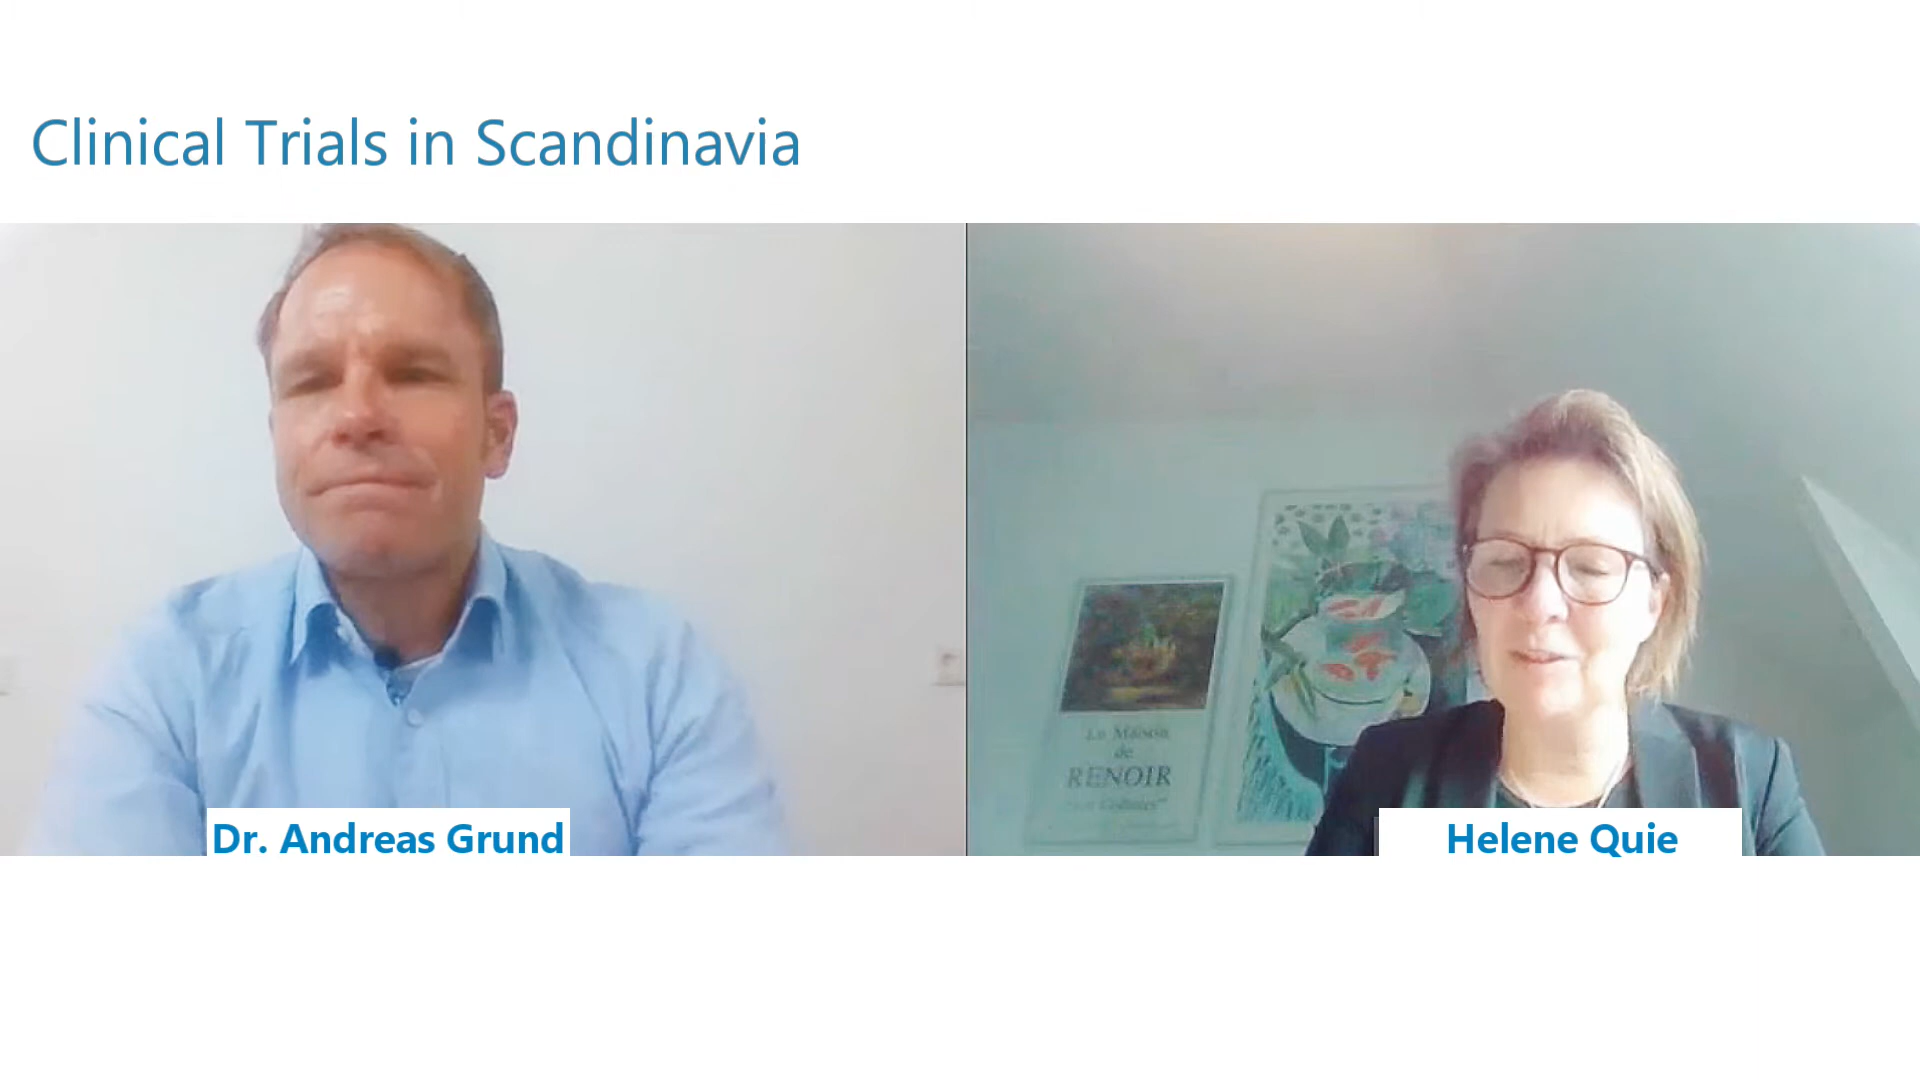 Clinical Trials in Scandinavia
La Maison
de
RENOIR
Dr. Andreas Grund
Helene Quie